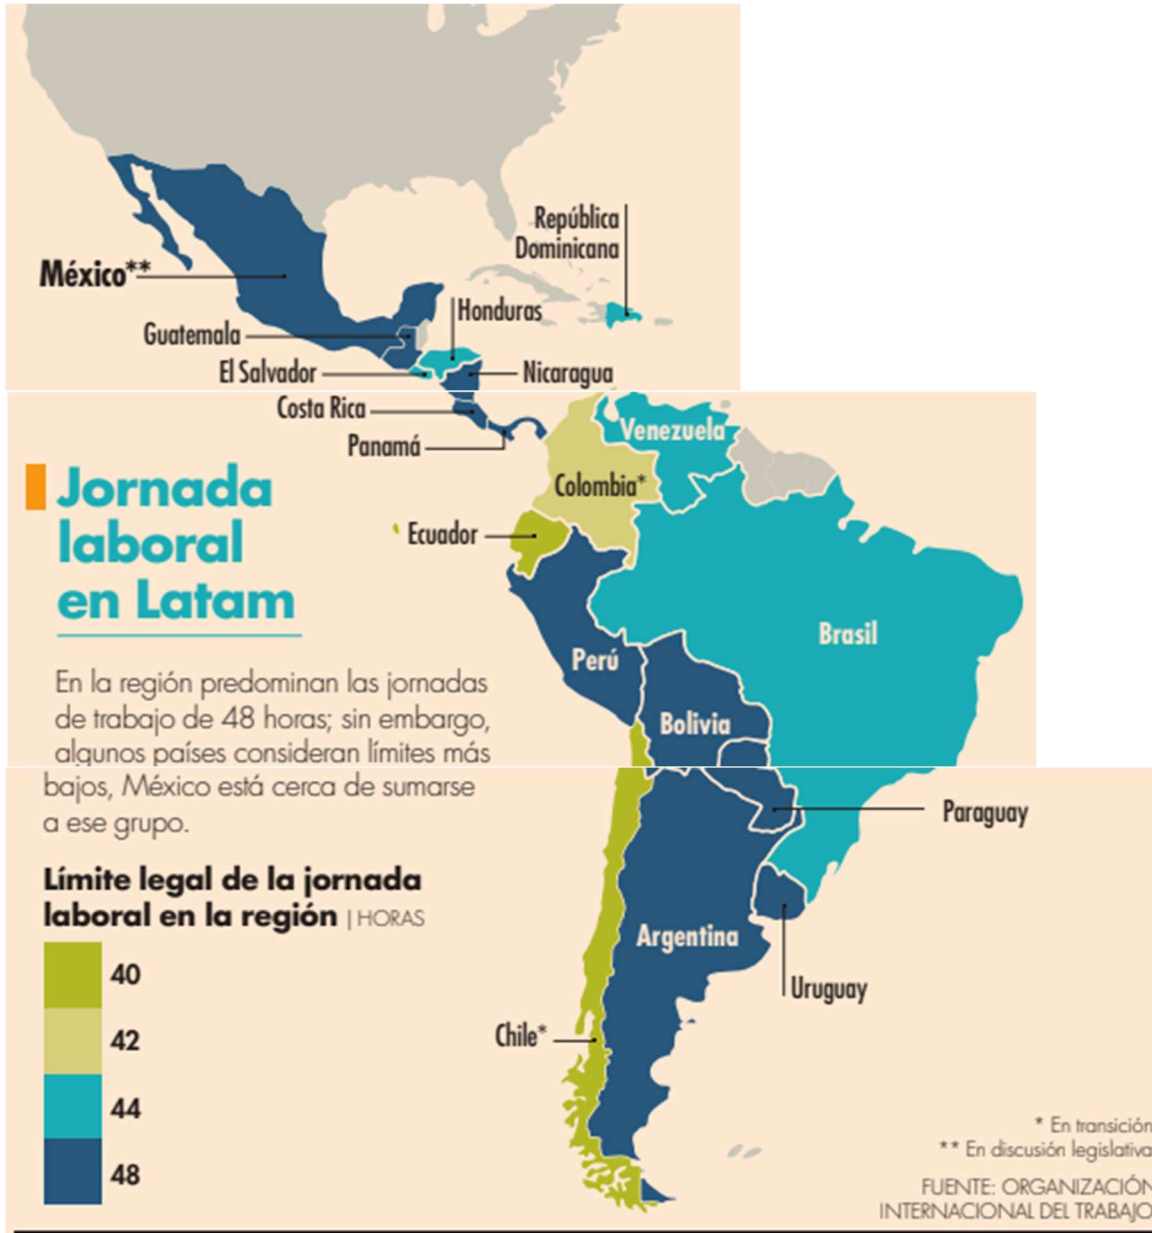 República
Dominicana
México**
Honduras
Guatemala
El Salvador
Nicaragua
Costa Rica
Panamá
Venezuela
Colombia*
Ecuador
Jornada
laboral
en Latam
Brasil
Perú
En la región predominan las jornadas
de trabajo de 48 horas; sin embargo,
algunos países consideran límites más
bajos, México está cerca de sumarse
a ese grupo.
Bolivia
Paraguay
Límite legal de la jornada
laboral en la región | HORAS
40
42
44
48
Argentina
Uruguay
Chile*
* En transición
** En discusión legislativa
FUENTE: ORGANIZACIÓN
INTERNACIONAL DEL TRABAJO